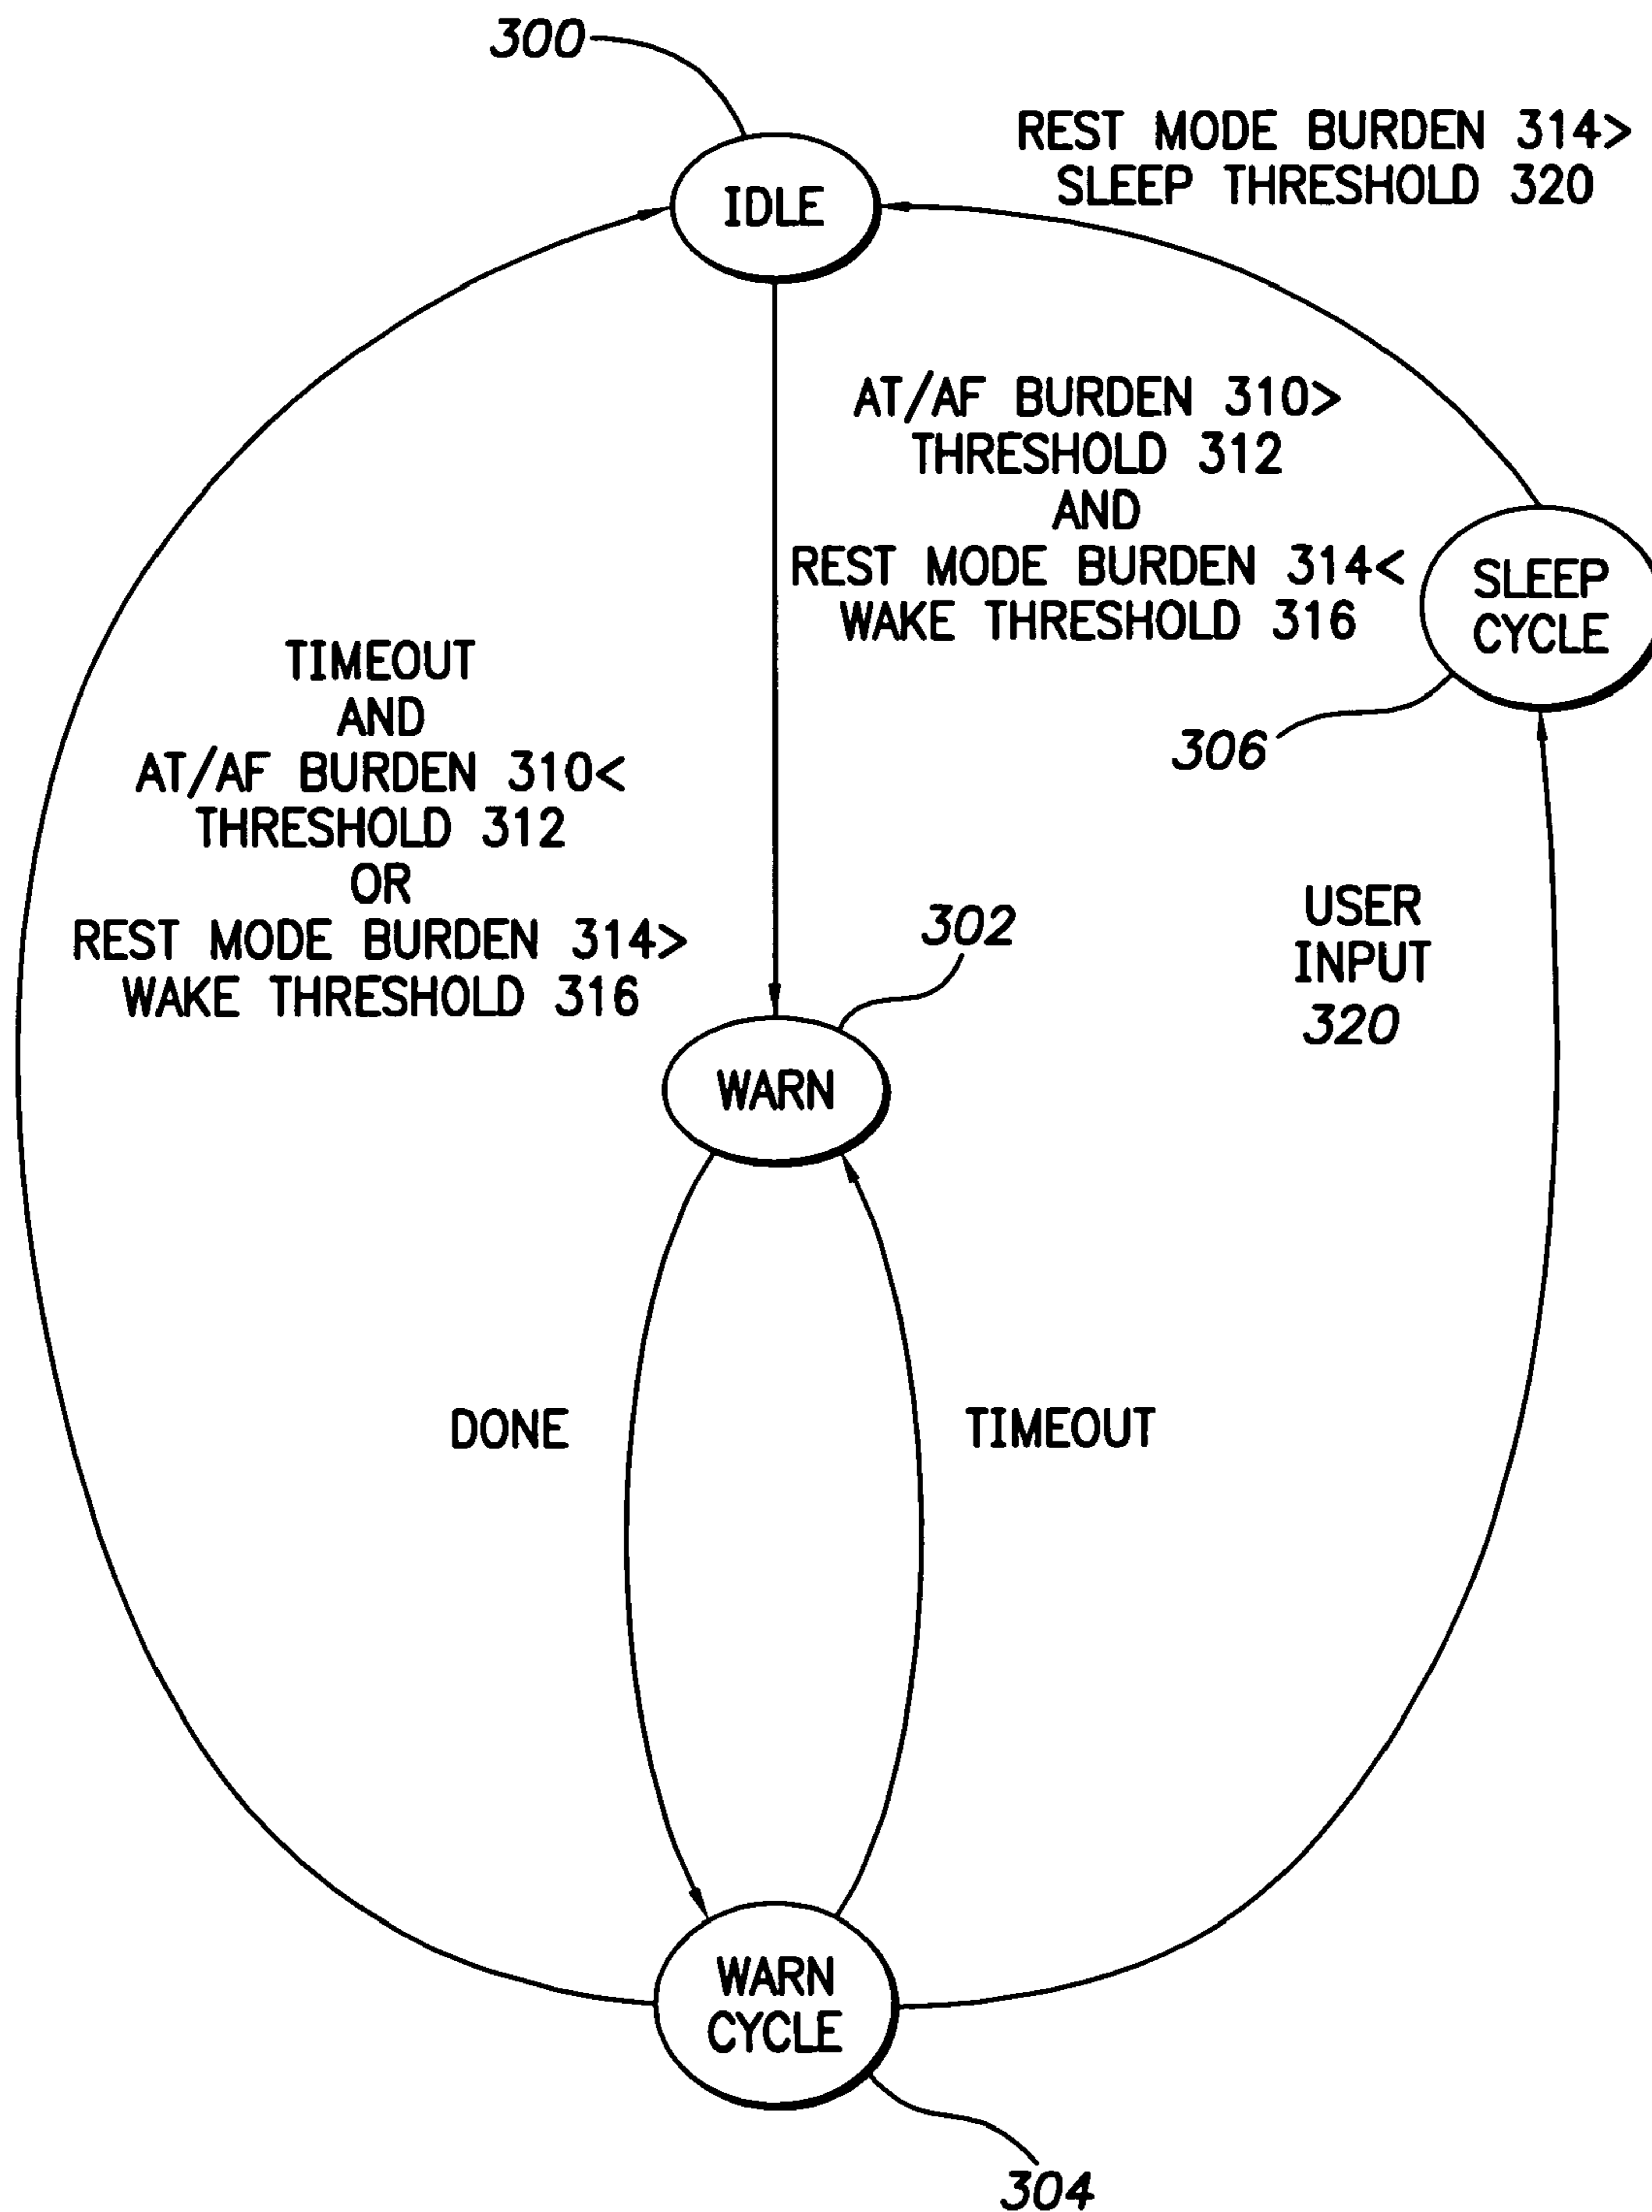 300
IDLE
REST MODE BURDEN 314>
SLEEP THRESHOLD 320
AT/AF BURDEN 310>
THRESHOLD 312
AND
REST MODE BURDEN 314<
WAKE THRESHOLD 316
SLEEP
CYCLE
306
TIMEOUT
AND
AT/AF BURDEN 310<
THRESHOLD 312
OR
REST MODE BURDEN 314>
WAKE THRESHOLD 316
302
USER
INPUT
320
WARN
DONE
TIMEOUT
WARN
CYCLE
304